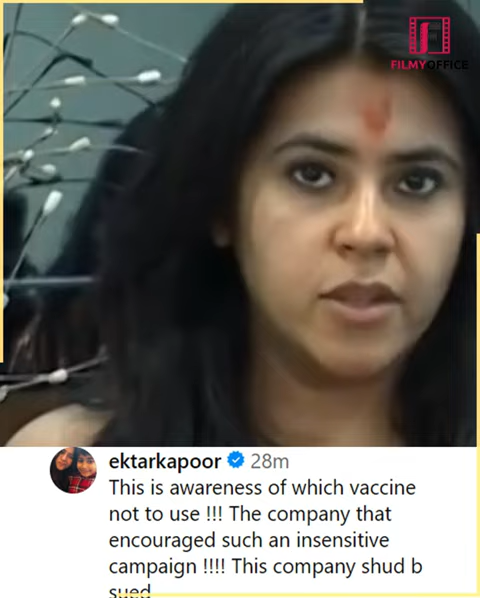 FILMYOFFICE
ektarkapoor 28m
This is awareness of which vaccine
not to use !!! The company that
encouraged such an insensitive
campaign !!!! This company shud b
sued